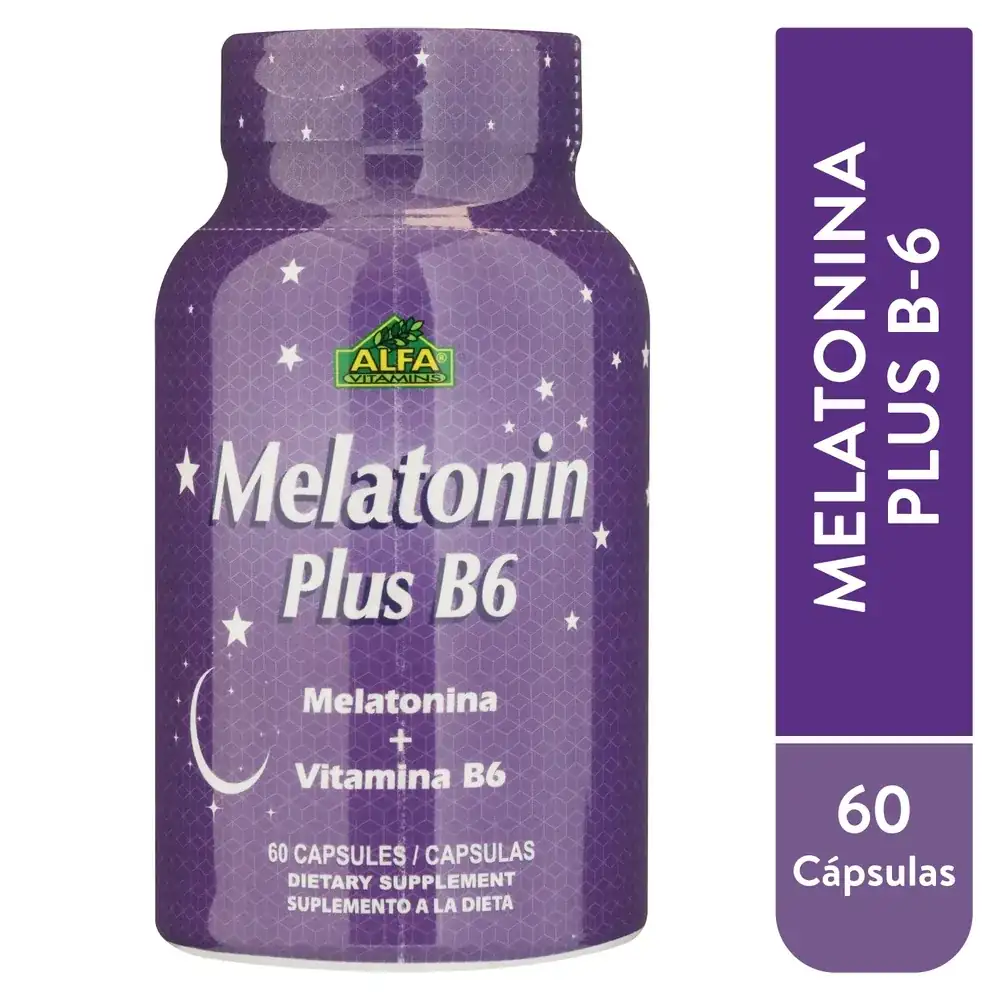 ALFA®
VITAMINS
Melatonin
Plus B6
Melatonina
+
Vitamina B6
60 CAPSULES / CAPSULAS
DIETARY SUPPLEMENT
SUPLEMENTO A LA DIETA
MELATONINA
PLUS B-6
60
Cápsulas